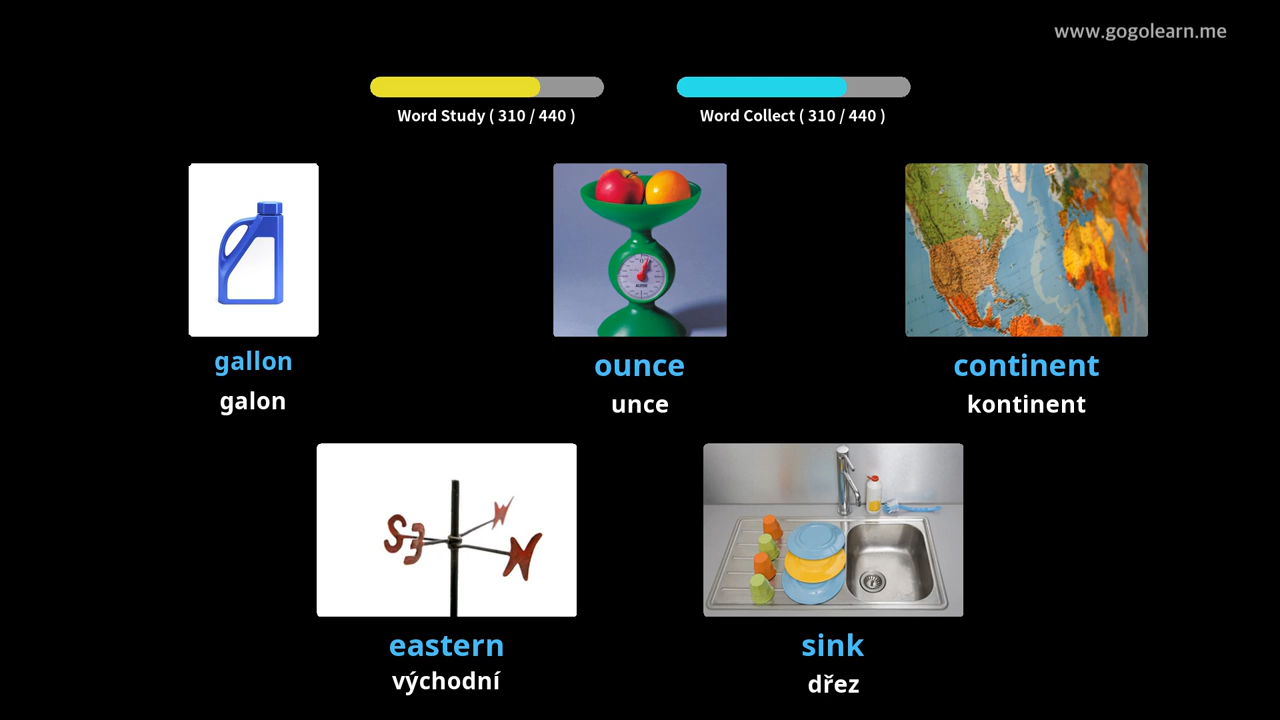 www.gogolearn.me
Word Study ( 310 / 440 )
Word Collect ( 310 / 440 )
gallon
galon
ounce
unce
continent
kontinent
S
E
N
eastern
východní
sink
dřez